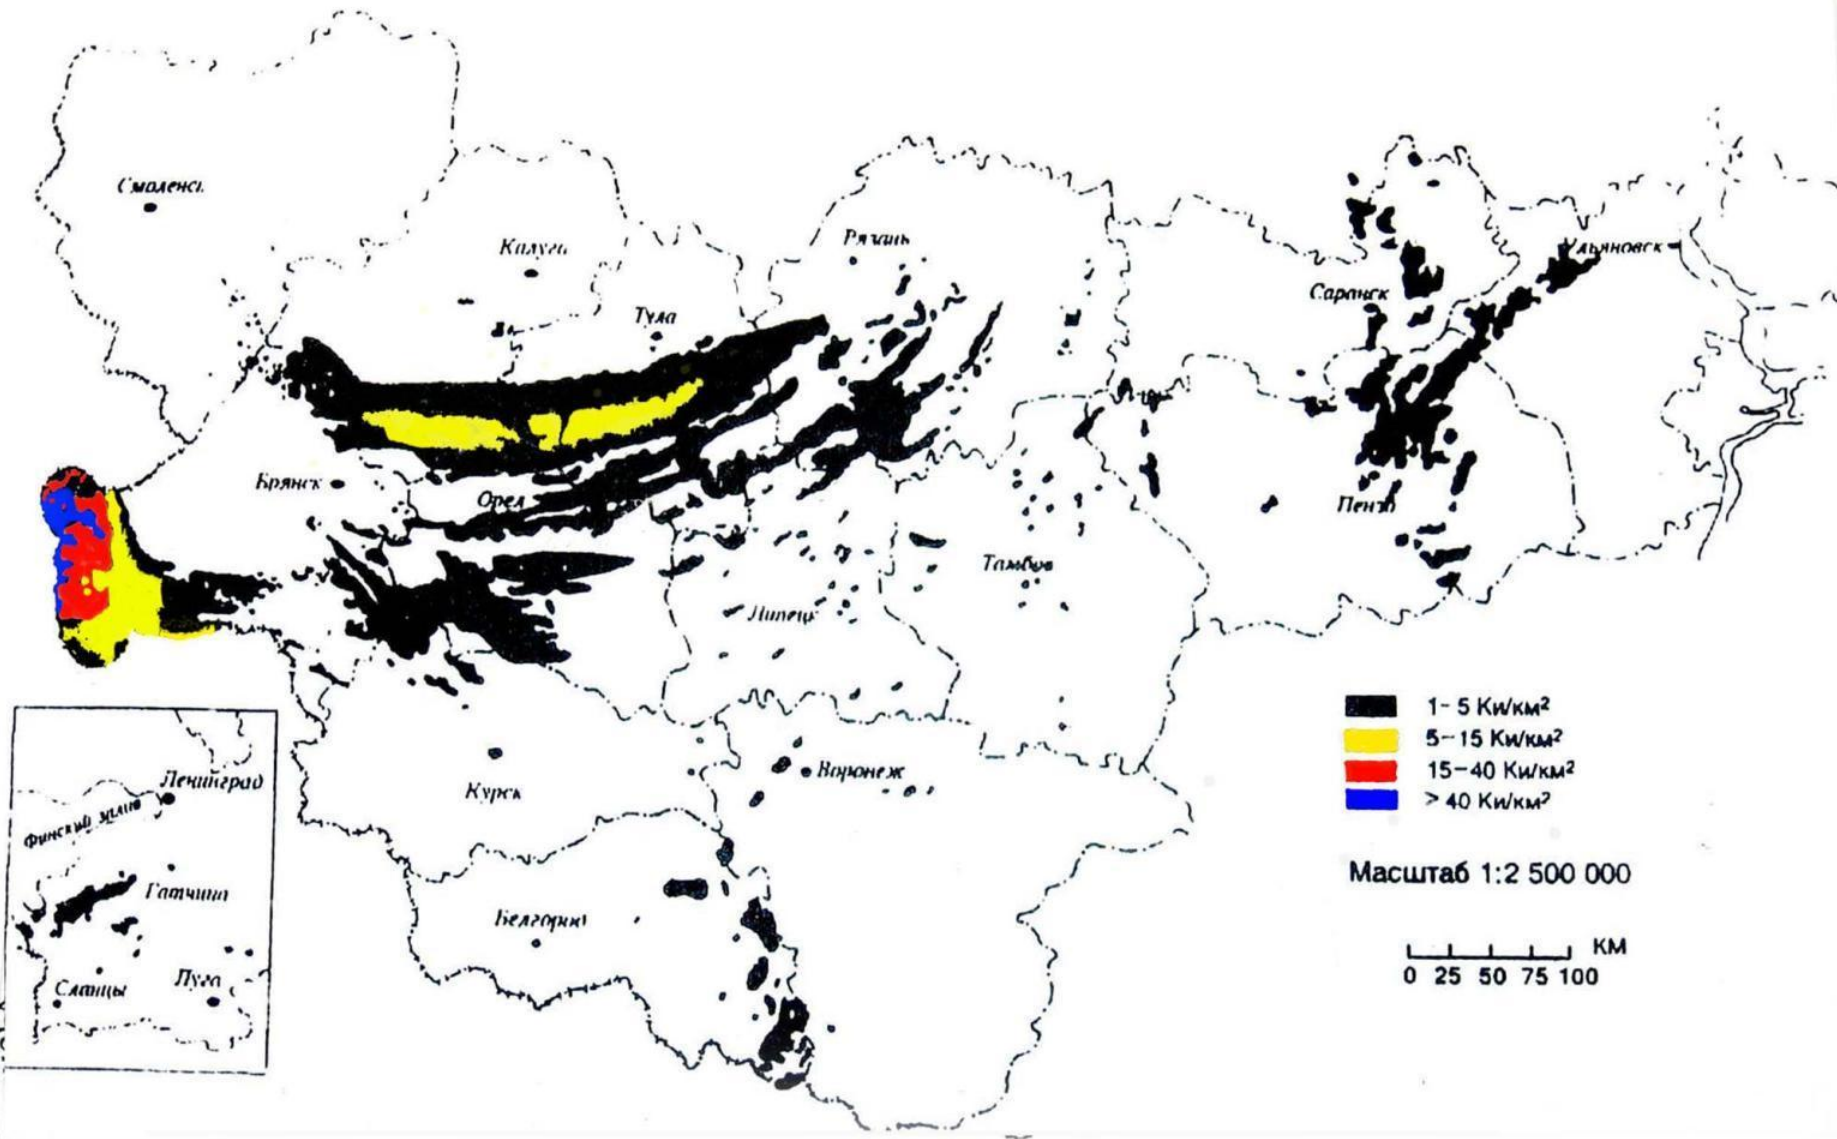 Смоленск
Калуга
Рязань
Ульяновск
Саранск
Тула
Брянск
Орел
Пенза
Тамбов
Липецк
Ленинград
Финский залив
Гатчина
Сланцы
Луга
Курск
Воронеж
Белгород
1-5 Ки/км²
5-15 Ки/км²
15-40 Ки/км²
>40 Ки/км²
Масштаб 1:2 500 000
КМ
0 25 50 75 100